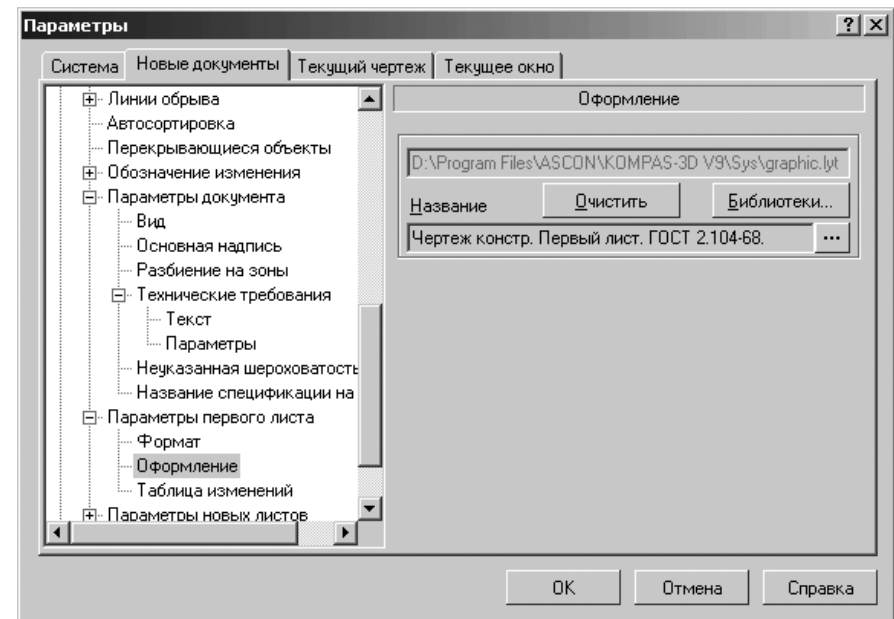 Параметры
Система Новые документы Текущий чертеж Текущее окно
Линии обрыва
Автосортировка
Перекрывающиеся объекты
Обозначение изменения
Параметры документа
Вид
Основная надпись
Разбиение на зоны
Технические требования
Текст
Параметры
Неуказанная шероховатость
Название спецификации на
Параметры первого листа
Формат
Оформление
Таблица изменений
Параметры новых листов
Оформление
D:\Program Files\ASCON\KOMPAS-3D V9\Sys\graphic.lyt
Название Очистить Библиотеки...
Чертеж констр. Первый лист. ГОСТ 2.104-68. ...
OK Отмена Справка